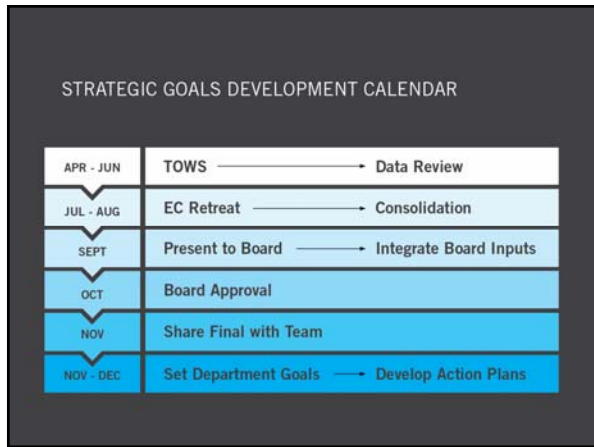 STRATEGIC GOALS DEVELOPMENT CALENDAR
APR - JUN TOWS Data Review
JUL - AUG EC Retreat Consolidation
SEPT Present to Board Integrate Board Inputs
OCT Board Approval
NOV Share Final with Team
NOV - DEC Set Department Goals Develop Action Plans